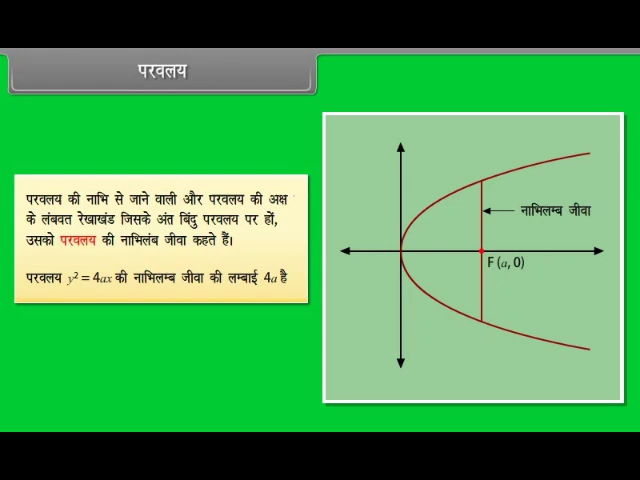 परवलय
परवलय की नाभि से जाने वाली और परवलय की अक्ष
के लंबवत रेखाखंड जिसके अंत बिंदु परवलय पर हों,
उसको परवलय की नाभिलंब जीवा कहते हैं।
परवलय y² = 4ax की नाभिलम्ब जीवा की लम्बाई 4a है
नाभिलम्ब जीवा
F (a, 0)